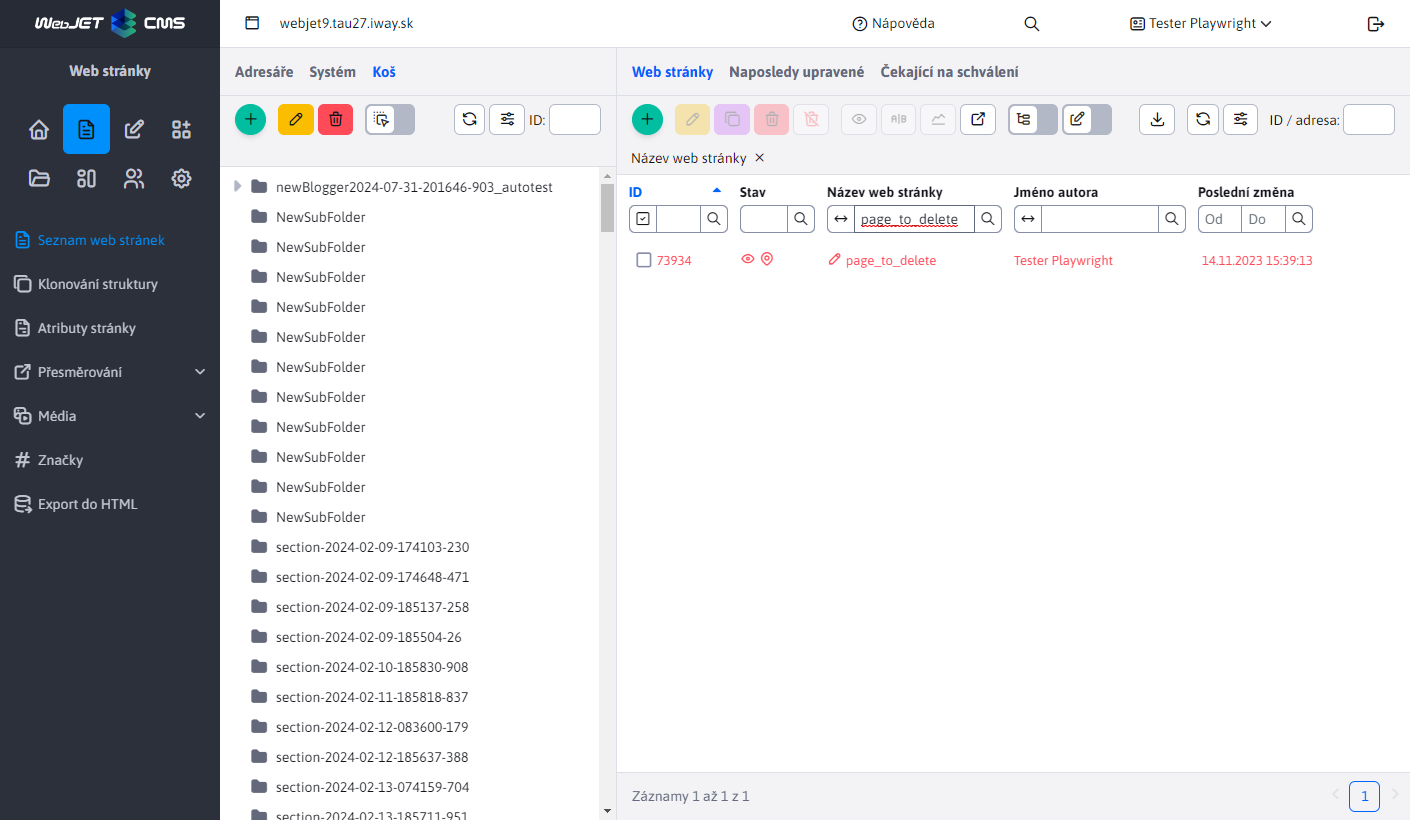 WebJET CMS
webjet9.tau27.iway.sk
Nápověda
Tester Playwright
Web stránky
Adresáře Systém Koš
Web stránky Naposledy upravené Čekající na schválení
ID:
A|B
ID / adresa:
Název web stránky ×
Seznam web stránek
Klonování struktury
Atributy stránky
Přesměrování
Média
Značky
Export do HTML
newBlogger2024-07-31-201646-903_autotest
NewSubFolder
NewSubFolder
NewSubFolder
NewSubFolder
NewSubFolder
NewSubFolder
NewSubFolder
NewSubFolder
NewSubFolder
NewSubFolder
NewSubFolder
section-2024-02-09-174103-230
section-2024-02-09-174648-471
section-2024-02-09-185137-258
section-2024-02-09-185504-26
section-2024-02-10-185830-908
section-2024-02-11-185818-837
section-2024-02-12-083600-179
section-2024-02-12-185637-388
section-2024-02-13-074159-704
section-2024-02-13-185711-951
ID Stav Název web stránky Jméno autora Poslední změna
page_to_delete Od Do
73934 page_to_delete Tester Playwright 14.11.2023 15:39:13
Záznamy 1 až 1 z 1
1